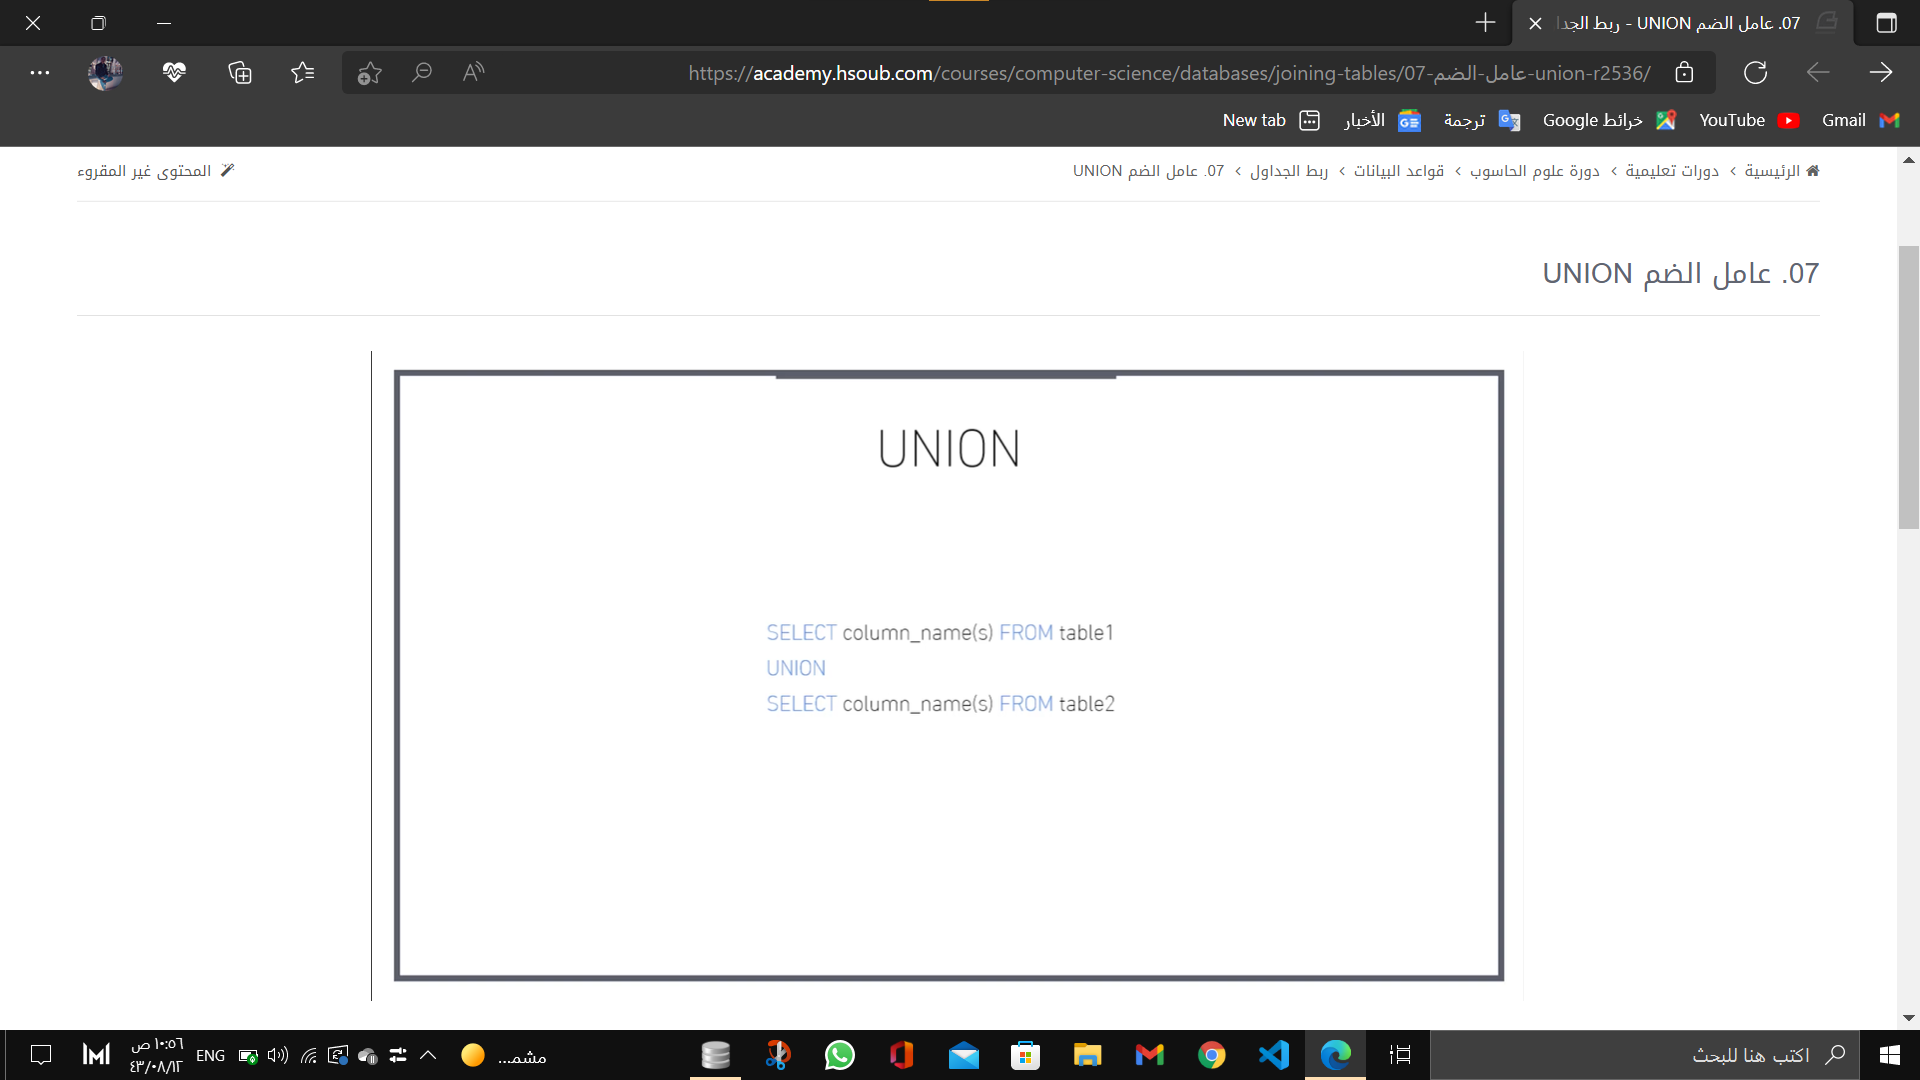 07. عامل الضم UNION - ربط الجدا
https://academy.hsoub.com/courses/computer-science/databases/joining-tables/07-عامل-الضم-union-r2536/
Gmail
YouTube
خرائط Google
ترجمة
الأخبار
New tab
الرئيسية > دورات تعليمية > دورة علوم الحاسوب > قواعد البيانات > ربط الجداول > 07. عامل الضم UNION
المحتوى غير المقروء
07. عامل الضم UNION
UNION
SELECT column_name(s) FROM table1
UNION
SELECT column_name(s) FROM table2
اكتب هنا للبحث
مشمـ...
ENG
١٠:٥٦ ص
٤٣/٠٨/١٢